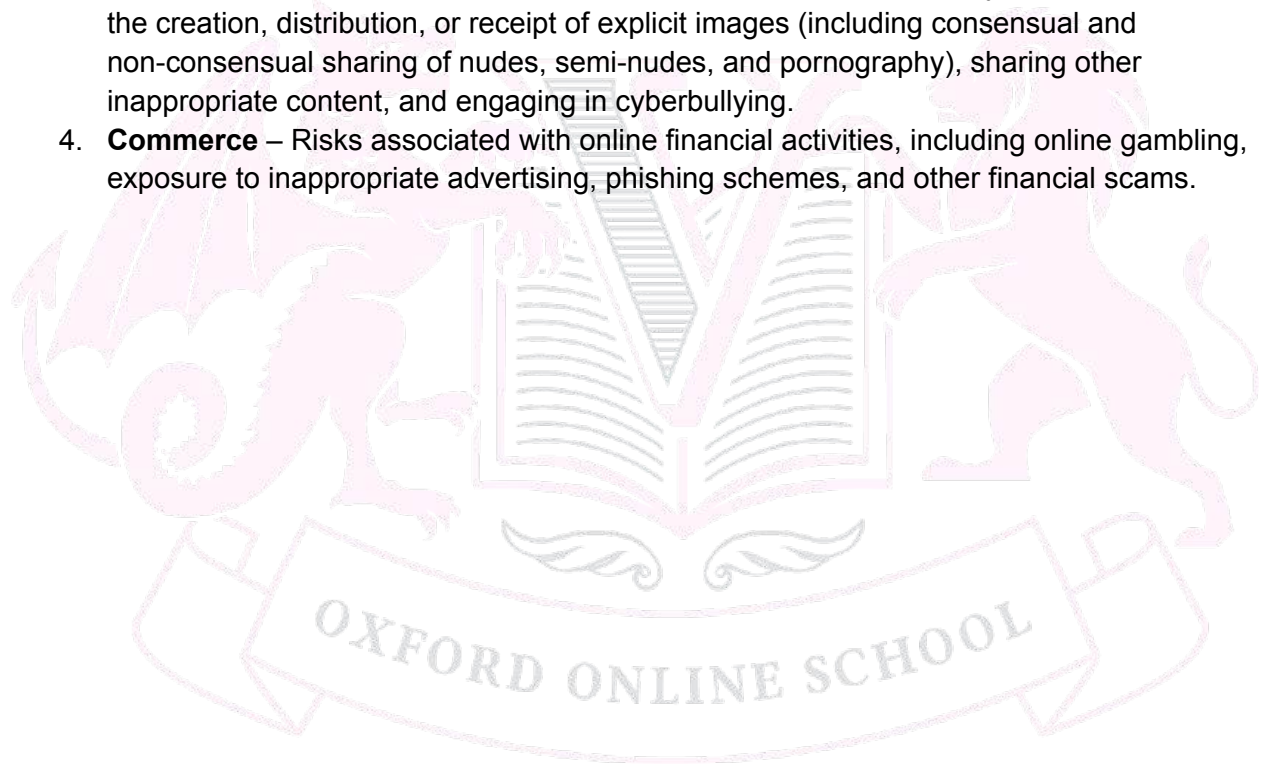 the creation, distribution, or receipt of explicit images (including consensual and
non-consensual sharing of nudes, semi-nudes, and pornography), sharing other
inappropriate content, and engaging in cyberbullying.
4. Commerce – Risks associated with online financial activities, including online gambling,
exposure to inappropriate advertising, phishing schemes, and other financial scams.
OXFORD ONLINE SCHOOL